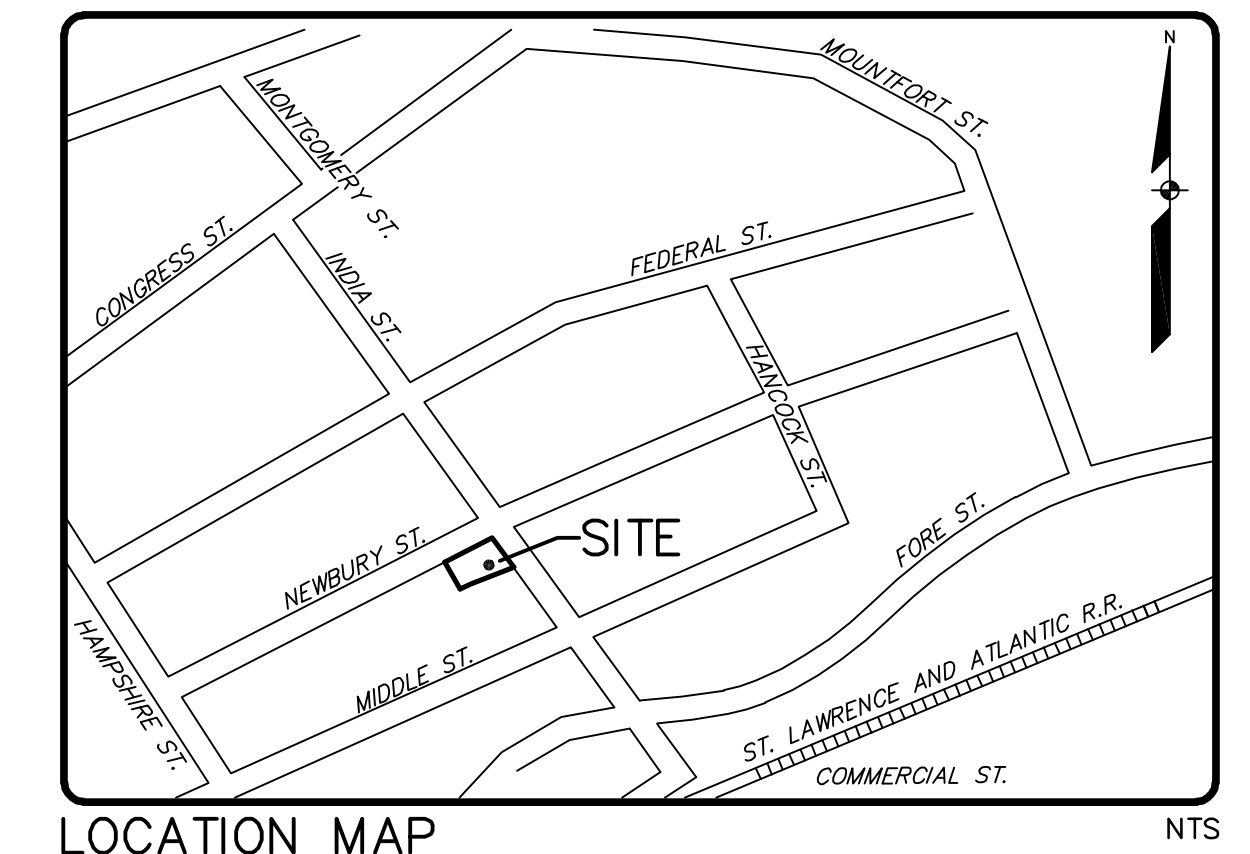 N
MOUNTFORT ST.
MONTGOMERY ST.
CONGRESS ST.
FEDERAL ST.
INDIA ST.
HANCOCK ST.
FORE ST.
SITE
NEWBURY ST.
HAMPSHIRE ST.
MIDDLE ST.
ST. LAWRENCE AND ATLANTIC R.R.
COMMERCIAL ST.
LOCATION MAP
NTS